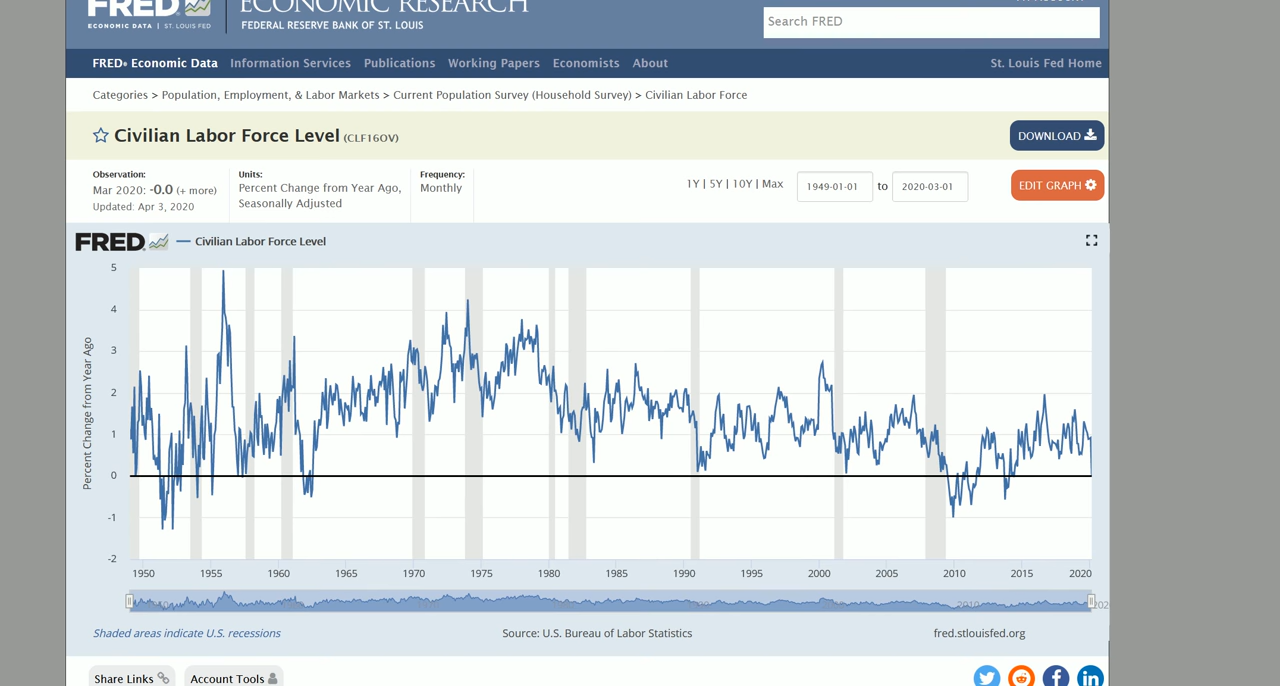 FRED
ECONOMIC RESEARCH
ECONOMIC DATA | ST. LOUIS FED
FEDERAL RESERVE BANK OF ST. LOUIS
Search FRED
FRED® Economic Data Information Services Publications Working Papers Economists About St. Louis Fed Home
Categories > Population, Employment, & Labor Markets > Current Population Survey (Household Survey) > Civilian Labor Force
Civilian Labor Force Level (CLF16OV)
DOWNLOAD
Observation:
Mar 2020: -0.0 (+ more)
Updated: Apr 3, 2020
Units:
Percent Change from Year Ago,
Seasonally Adjusted
Frequency:
Monthly
1Y | 5Y | 10Y | Max
1949-01-01 to 2020-03-01
EDIT GRAPH
FRED
Civilian Labor Force Level
Percent Change from Year Ago
5
4
3
2
1
0
-1
-2
1950 1955 1960 1965 1970 1975 1980 1985 1990 1995 2000 2005 2010 2015 2020
2010
Shaded areas indicate U.S. recessions
Source: U.S. Bureau of Labor Statistics
fred.stlouisfed.org
Share Links
Account Tools